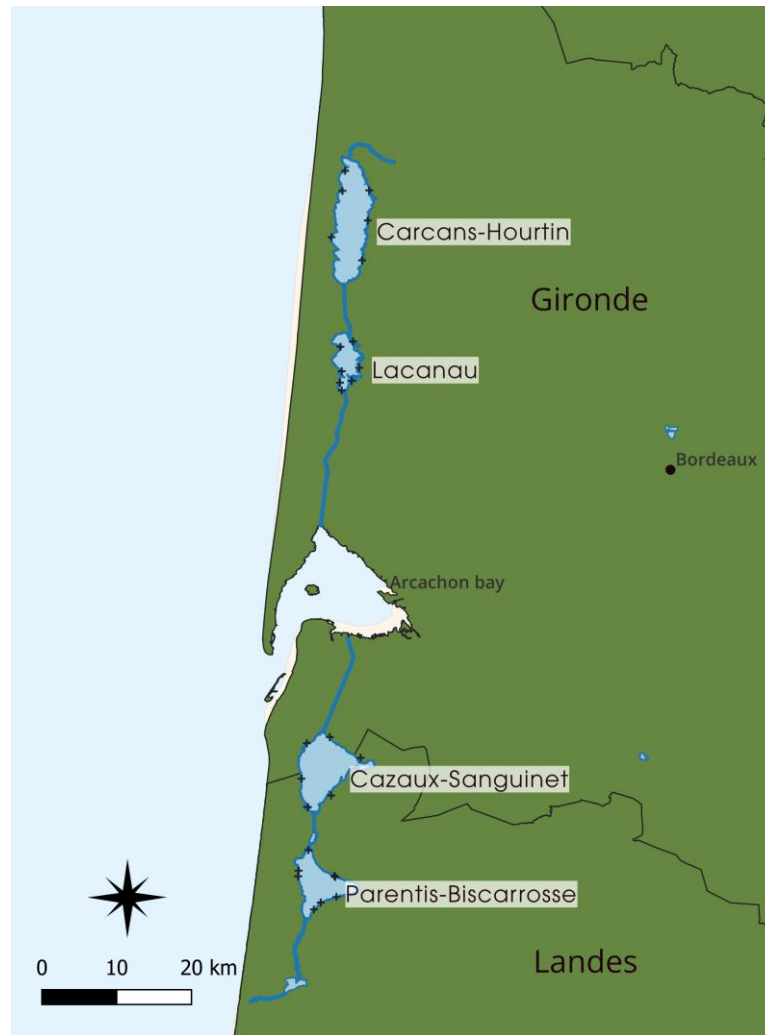 Carcans-Hourtin
Gironde
Lacanau
Bordeaux
Arcachon bay
Cazaux-Sanguinet
Parentis-Biscarrosse
Landes
0 10 20 km